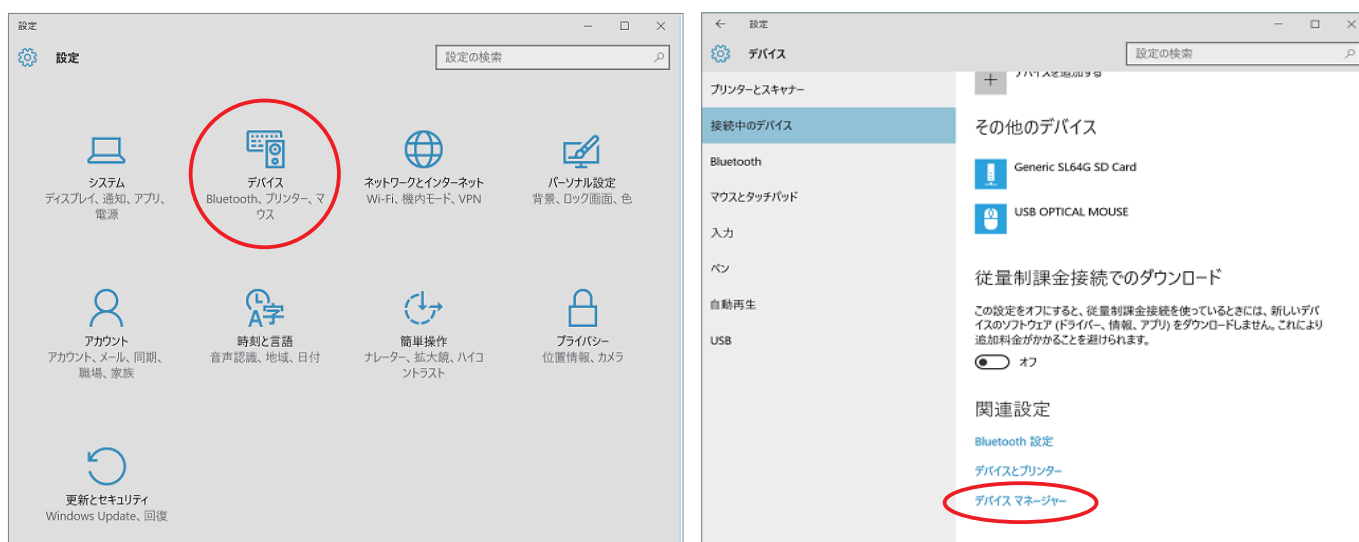 設定
設定
設定の検索
システム
ディスプレイ、通知、アプリ、
電源
デバイス
Bluetooth、プリンター、マ
ウス
ネットワークとインターネット
Wi-Fi、機内モード、VPN
パーソナル設定
背景、ロック画面、色
アカウント
アカウント、メール、同期、
職場、家族
時刻と言語
音声認識、地域、日付
簡単操作
ナレーター、拡大鏡、ハイコ
ントラスト
プライバシー
位置情報、カメラ
更新とセキュリティ
Windows Update、回復
設定
デバイス
設定の検索
プリンターとスキャナー
接続中のデバイス
Bluetooth
マウスとタッチパッド
入力
ペン
自動再生
USB
デバイスを追加する
その他のデバイス
Generic SL64G SD Card
USB OPTICAL MOUSE
従量制課金接続でのダウンロード
この設定をオフにすると、従量制課金接続を使っているときには、新しいデバ
イスのソフトウェア (ドライバー、情報、アプリ) をダウンロードしません。これにより
追加料金がかかることを避けられます。
オフ
関連設定
Bluetooth 設定
デバイスとプリンター
デバイス マネージャー